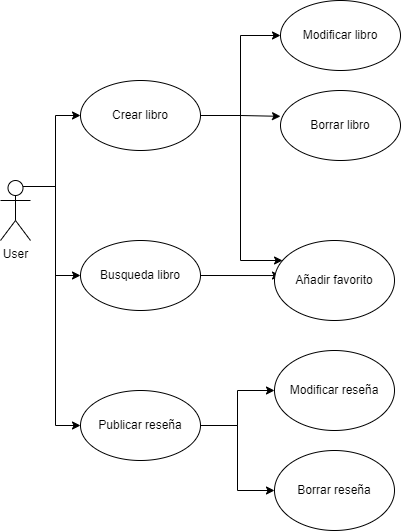 Modificar libro
Crear libro
Borrar libro
User
Busqueda libro
Añadir favorito
Publicar reseña
Modificar reseña
Borrar reseña